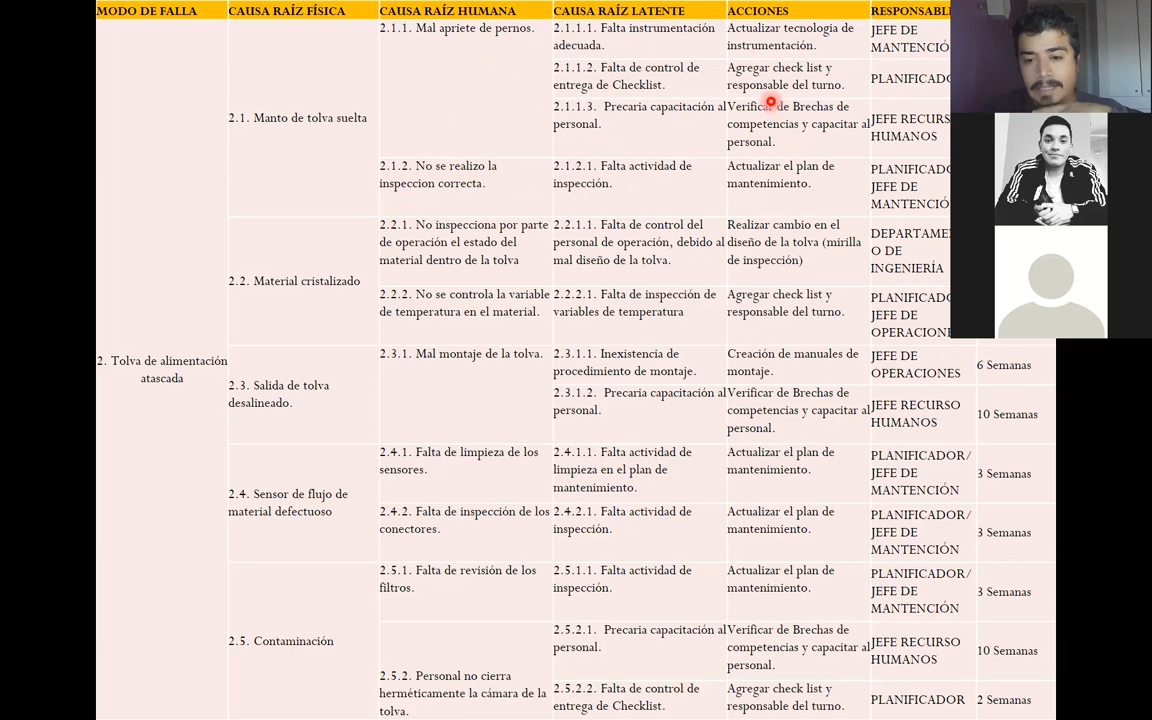 MODO DE FALLA
CAUSA RAÍZ FÍSICA
CAUSA RAÍZ HUMANA
CAUSA RAÍZ LATENTE
ACCIONES
2. Tolva de alimentación
atascada
2.1. Manto de tolva suelta
2.1.1. Mal apriete de pernos.
2.1.1.1. Falta instrumentación
adecuada.
Actualizar tecnologia de
instrumentación.
JEFE DE
2.1.1.2. Falta de control de
entrega de Checklist.
Agregar check list y
responsable del turno.
2.1.1.3. Precaria capacitación al
personal.
Verificar de Brechas de
competencias y capacitar al
personal.
JEFE
HUMANOS
2.1.2. No se realizo la
inspeccion correcta.
2.1.2.1. Falta actividad de
inspección.
Actualizar el plan de
mantenimiento.
JEFE DE
2.2. Material cristalizado
2.2.1. No inspecciona por parte
de operación el estado del
material dentro de la tolva
2.2.1.1. Falta de control del
personal de operación, debido al
mal diseño de la tolva.
Realizar cambio en el
diseño de la tolva (mirilla
de inspección)
O DE
INGENIERÍA
2.2.2. No se controla la variable
de temperatura en el material.
2.2.2.1. Falta de inspección de
variables de temperatura
Agregar check list y
responsable del turno.
JEFE DE
2.3. Salida de tolva
desalineado.
2.3.1. Mal montaje de la tolva.
2.3.1.1. Inexistencia de
procedimiento de montaje.
Creación de manuales de
montaje.
JEFE DE
OPERACIONES
6 Semanas
2.3.1.2. Precaria capacitación al
personal.
Verificar de Brechas de
competencias y capacitar al
personal.
JEFE RECURSO
HUMANOS
10 Semanas
2.4. Sensor de flujo de
material defectuoso
2.4.1. Falta de limpieza de los
sensores.
2.4.1.1. Falta actividad de
limpieza en el plan de
mantenimiento.
Actualizar el plan de
mantenimiento.
PLANIFICADOR/
JEFE DE
MANTENCIÓN
3 Semanas
2.4.2. Falta de inspección de los
conectores.
2.4.2.1. Falta actividad de
inspección.
Actualizar el plan de
mantenimiento.
PLANIFICADOR/
JEFE DE
MANTENCIÓN
3 Semanas
2.5. Contaminación
2.5.1. Falta de revisión de los
filtros.
2.5.1.1. Falta actividad de
inspección.
Actualizar el plan de
mantenimiento.
PLANIFICADOR/
JEFE DE
MANTENCIÓN
3 Semanas
2.5.2. Personal no cierra
herméticamente la cámara de la
tolva.
2.5.2.1. Precaria capacitación al
personal.
Verificar de Brechas de
competencias y capacitar al
personal.
JEFE RECURSO
HUMANOS
10 Semanas
2.5.2.2. Falta de control de
entrega de Checklist.
Agregar check list y
responsable del turno.
PLANIFICADOR
2 Semanas